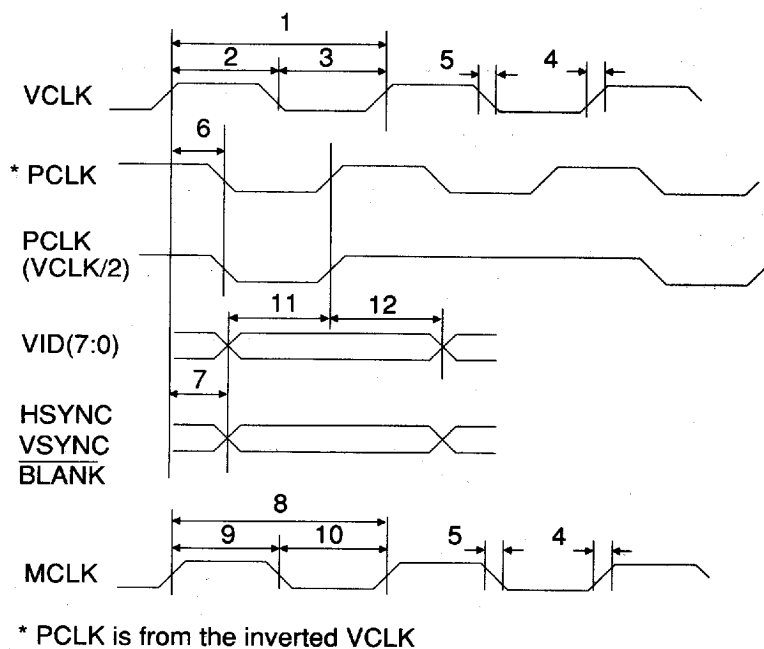 1
2 3 5 4
VCLK
6
* PCLK
PCLK
(VCLK/2)
11 12
VID(7:0)
7
HSYNC
VSYNC
BLANK
8
9 10 5 4
MCLK
* PCLK is from the inverted VCLK